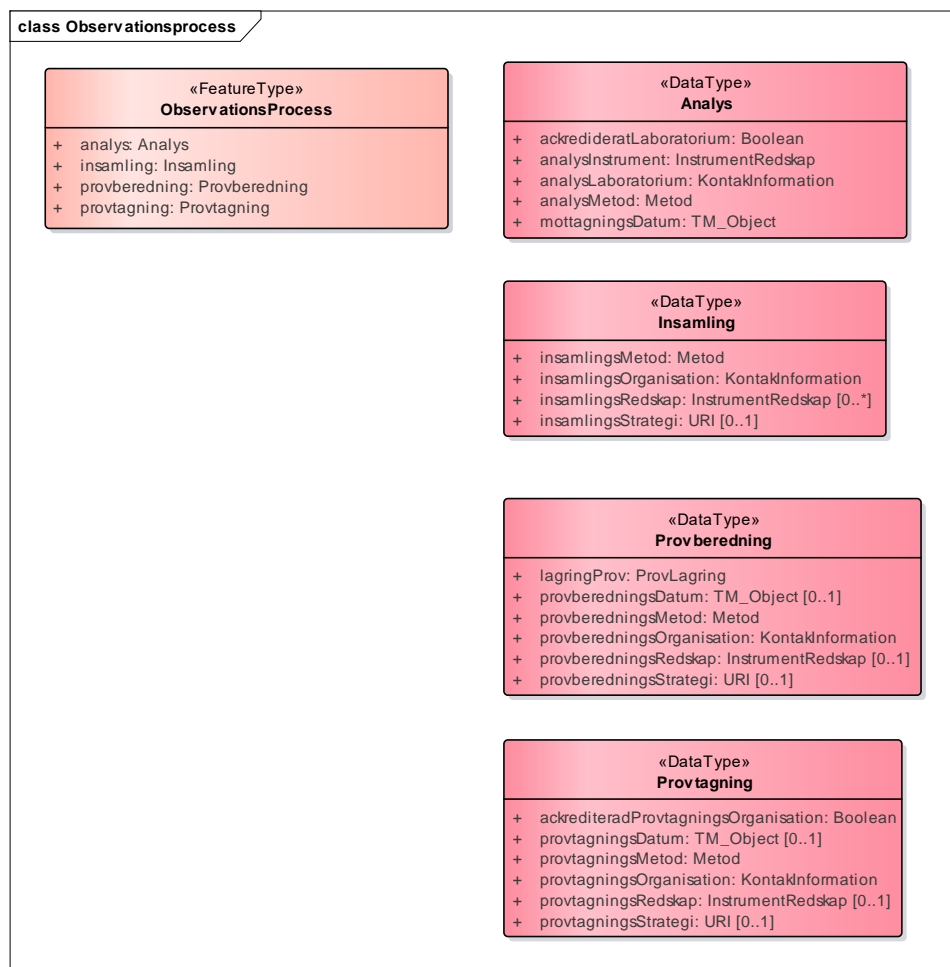 class Observationsprocess
«FeatureType»
ObservationsProcess
+ analys: Analys
+ insamling: Insamling
+ provberedning: Provberedning
+ provtagning: Provtagning
«DataType»
Analys
+ ackredideratLaboratorium: Boolean
+ analysInstrument: InstrumentRedskap
+ analysLaboratorium: KontakInformation
+ analysMetod: Metod
+ mottagningsDatum: TM_Object
«DataType»
Insamling
+ insamlingsMetod: Metod
+ insamlingsOrganisation: KontakInformation
+ insamlingsRedskap: InstrumentRedskap [0..*]
+ insamlingsStrategi: URI [0..1]
«DataType»
Provberedning
+ lagringProv: ProvLagring
+ provberedningsDatum: TM_Object [0..1]
+ provberedningsMetod: Metod
+ provberedningsOrganisation: KontakInformation
+ provberedningsRedskap: InstrumentRedskap [0..1]
+ provberedningsStrategi: URI [0..1]
«DataType»
Provtagning
+ ackrediteradProvtagningsOrganisation: Boolean
+ provtagningsDatum: TM_Object [0..1]
+ provtagningsMetod: Metod
+ provtagningsOrganisation: KontakInformation
+ provtagningsRedskap: InstrumentRedskap [0..1]
+ provtagningsStrategi: URI [0..1]